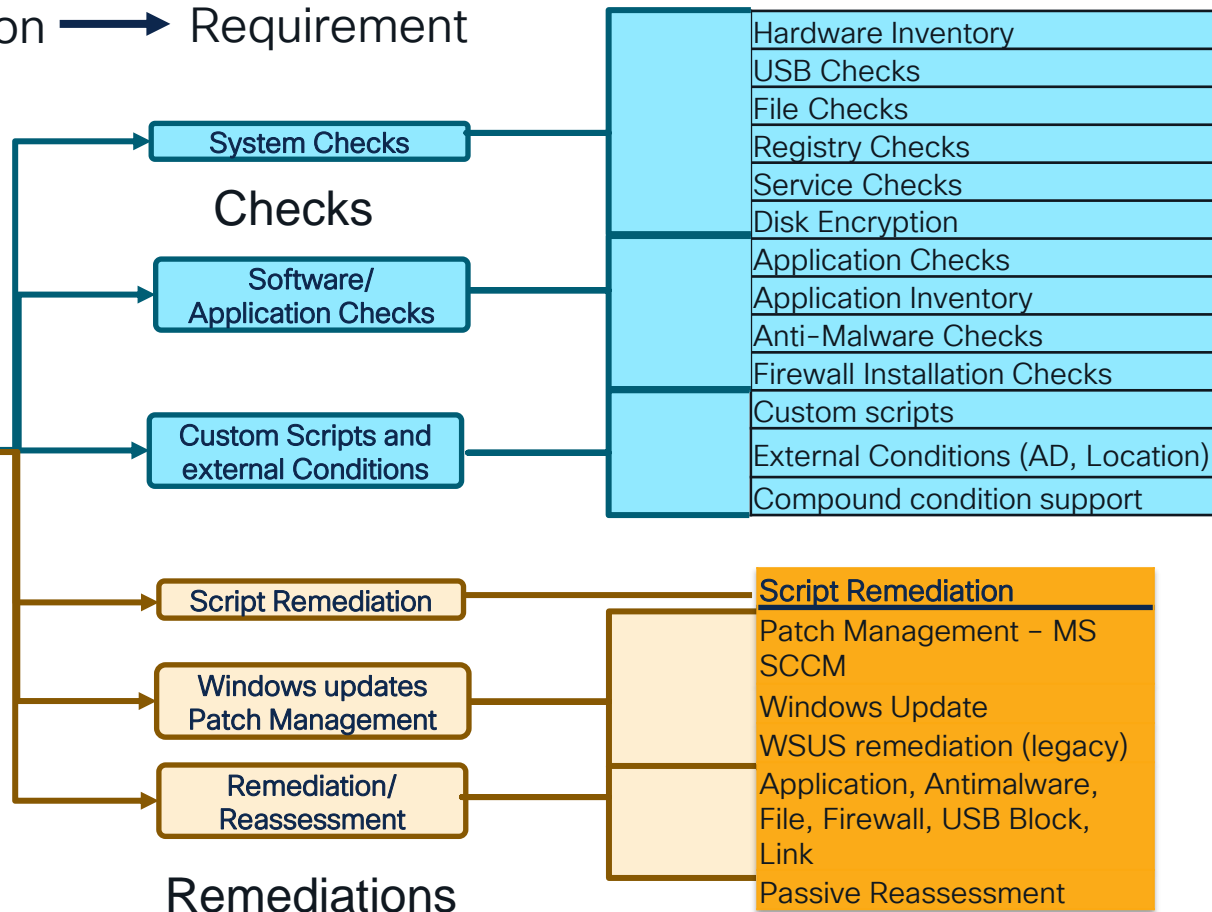 on → Requirement
System Checks
Checks
Software/
Application Checks
Custom Scripts and
external Conditions
Hardware Inventory
USB Checks
File Checks
Registry Checks
Service Checks
Disk Encryption
Application Checks
Application Inventory
Anti-Malware Checks
Firewall Installation Checks
Custom scripts
External Conditions (AD, Location)
Compound condition support
Script Remediation
Windows updates
Patch Management
Remediation/
Reassessment
Remediations
Script Remediation
Patch Management – MS
SCCM
Windows Update
WSUS remediation (legacy)
Application, Antimalware,
File, Firewall, USB Block,
Link
Passive Reassessment